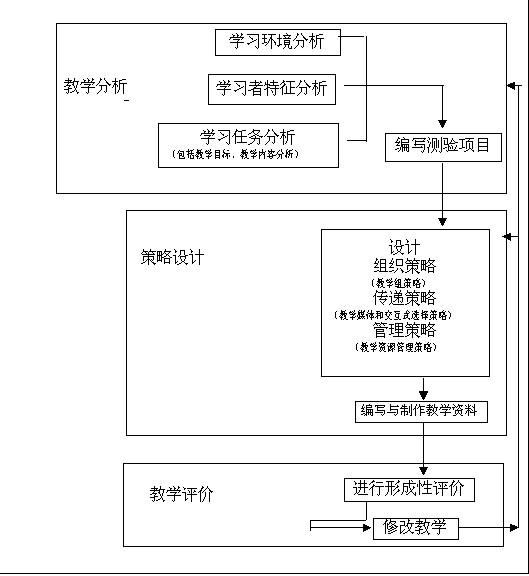 学习环境分析
教学分析
学习者特征分析
学习任务分析
(包括教学目标、教学内容分析)
编写测验项目
策略设计
设计
组织策略
(教学组策略)
传递策略
(教学媒体和交互式选择策略)
管理策略
(教学资源管理策略)
编写与制作教学资料
教学评价
进行形成性评价
修改教学